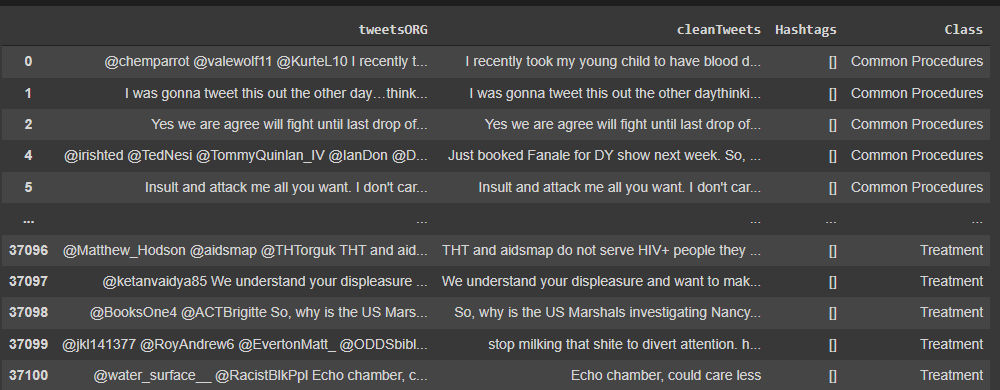 tweetsORG cleanTweets Hashtags Class
0 @chemparrot @valewolf11 @KurteL10 I recently t... I recently took my young child to have blood d... [] Common Procedures
1 I was gonna tweet this out the other day…think... I was gonna tweet this out the other daythinki... [] Common Procedures
2 Yes we are agree will fight until last drop of... Yes we are agree will fight until last drop of... [] Common Procedures
4 @irishted @TedNesi @TommyQuinlan_IV @IanDon @D... Just booked Fanale for DY show next week. So, ... [] Common Procedures
5 Insult and attack me all you want. I don't car... Insult and attack me all you want. I don't car... [] Common Procedures
... ... ... ... ...
37096 @Matthew_Hodson @aidsmap @THTorguk THT and aid... THT and aidsmap do not serve HIV+ people they ... [] Treatment
37097 @ketanvaidya85 We understand your displeasure ... We understand your displeasure and want to mak... [] Treatment
37098 @BooksOne4 @ACTBrigitte So, why is the US Mars... So, why is the US Marshals investigating Nancy... [] Treatment
37099 @jkl141377 @RoyAndrew6 @EvertonMatt_ @ODDSbibl... stop milking that shite to divert attention. h... [] Treatment
37100 @water_surface__ @RacistBlkPpl Echo chamber, c... Echo chamber, could care less [] Treatment